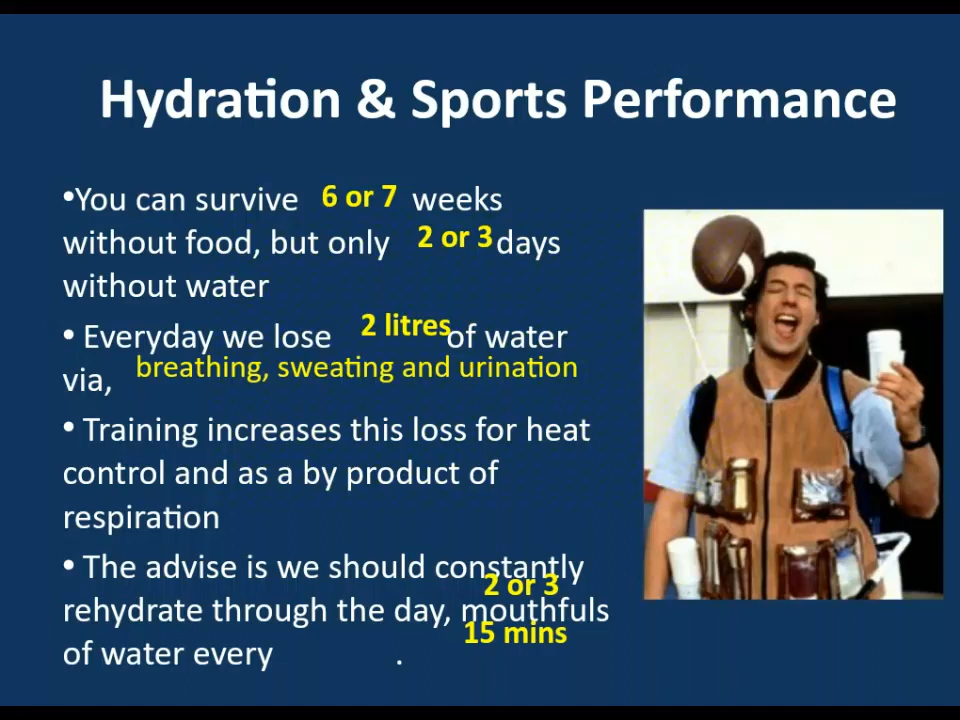 Hydration & Sports Performance
•You can survive 6 or 7 weeks
without food, but only 2 or 3 days
without water
• Everyday we lose 2 litres of water
via, breathing, sweating and urination
• Training increases this loss for heat
control and as a by product of
respiration
• The advise is we should constantly
2 or 3
rehydrate through the day, mouthfuls
15 mins
of water every .